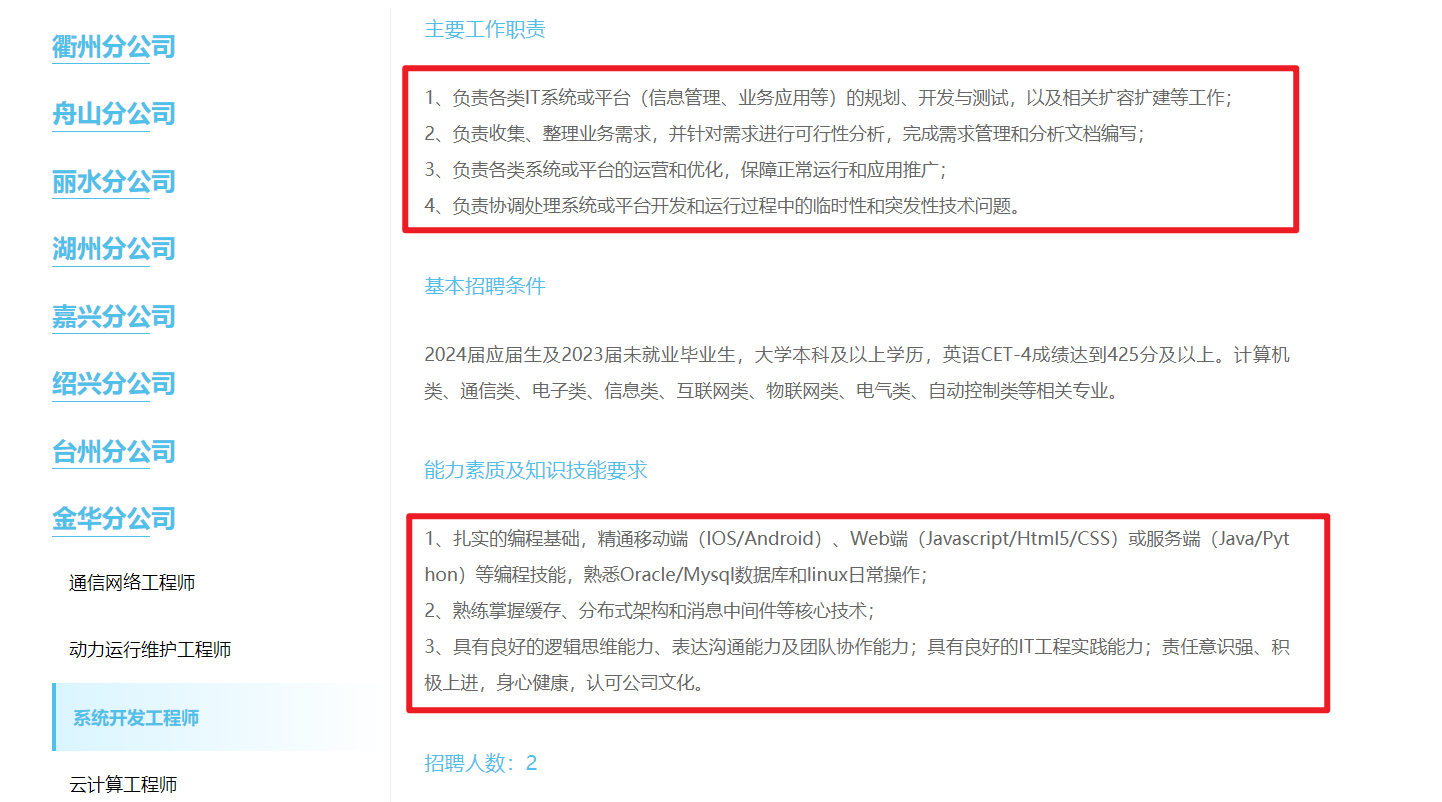 衢州分公司
舟山分公司
丽水分公司
湖州分公司
嘉兴分公司
绍兴分公司
台州分公司
金华分公司
通信网络工程师
动力运行维护工程师
系统开发工程师
云计算工程师
主要工作职责
1、负责各类IT系统或平台（信息管理、业务应用等）的规划、开发与测试，以及相关扩容扩建等工作；
2、负责收集、整理业务需求，并针对需求进行可行性分析，完成需求管理和分析文档编写；
3、负责各类系统或平台的运营和优化，保障正常运行和应用推广；
4、负责协调处理系统或平台开发和运行过程中的临时性和突发性技术问题。
基本招聘条件
2024届应届生及2023届未就业毕业生，大学本科及以上学历，英语CET-4成绩达到425分及以上。计算机
类、通信类、电子类、信息类、互联网类、物联网类、电气类、自动控制类等相关专业。
能力素质及知识技能要求
1、扎实的编程基础，精通移动端（IOS/Android）、Web端（Javascript/Html5/CSS）或服务端（Java/Pyt
hon）等编程技能，熟悉Oracle/Mysql数据库和linux日常操作；
2、熟练掌握缓存、分布式架构和消息中间件等核心技术；
3、具有良好的逻辑思维能力、表达沟通能力及团队协作能力；具有良好的IT工程实践能力；责任意识强、积
极上进，身心健康，认可公司文化。
招聘人数：2